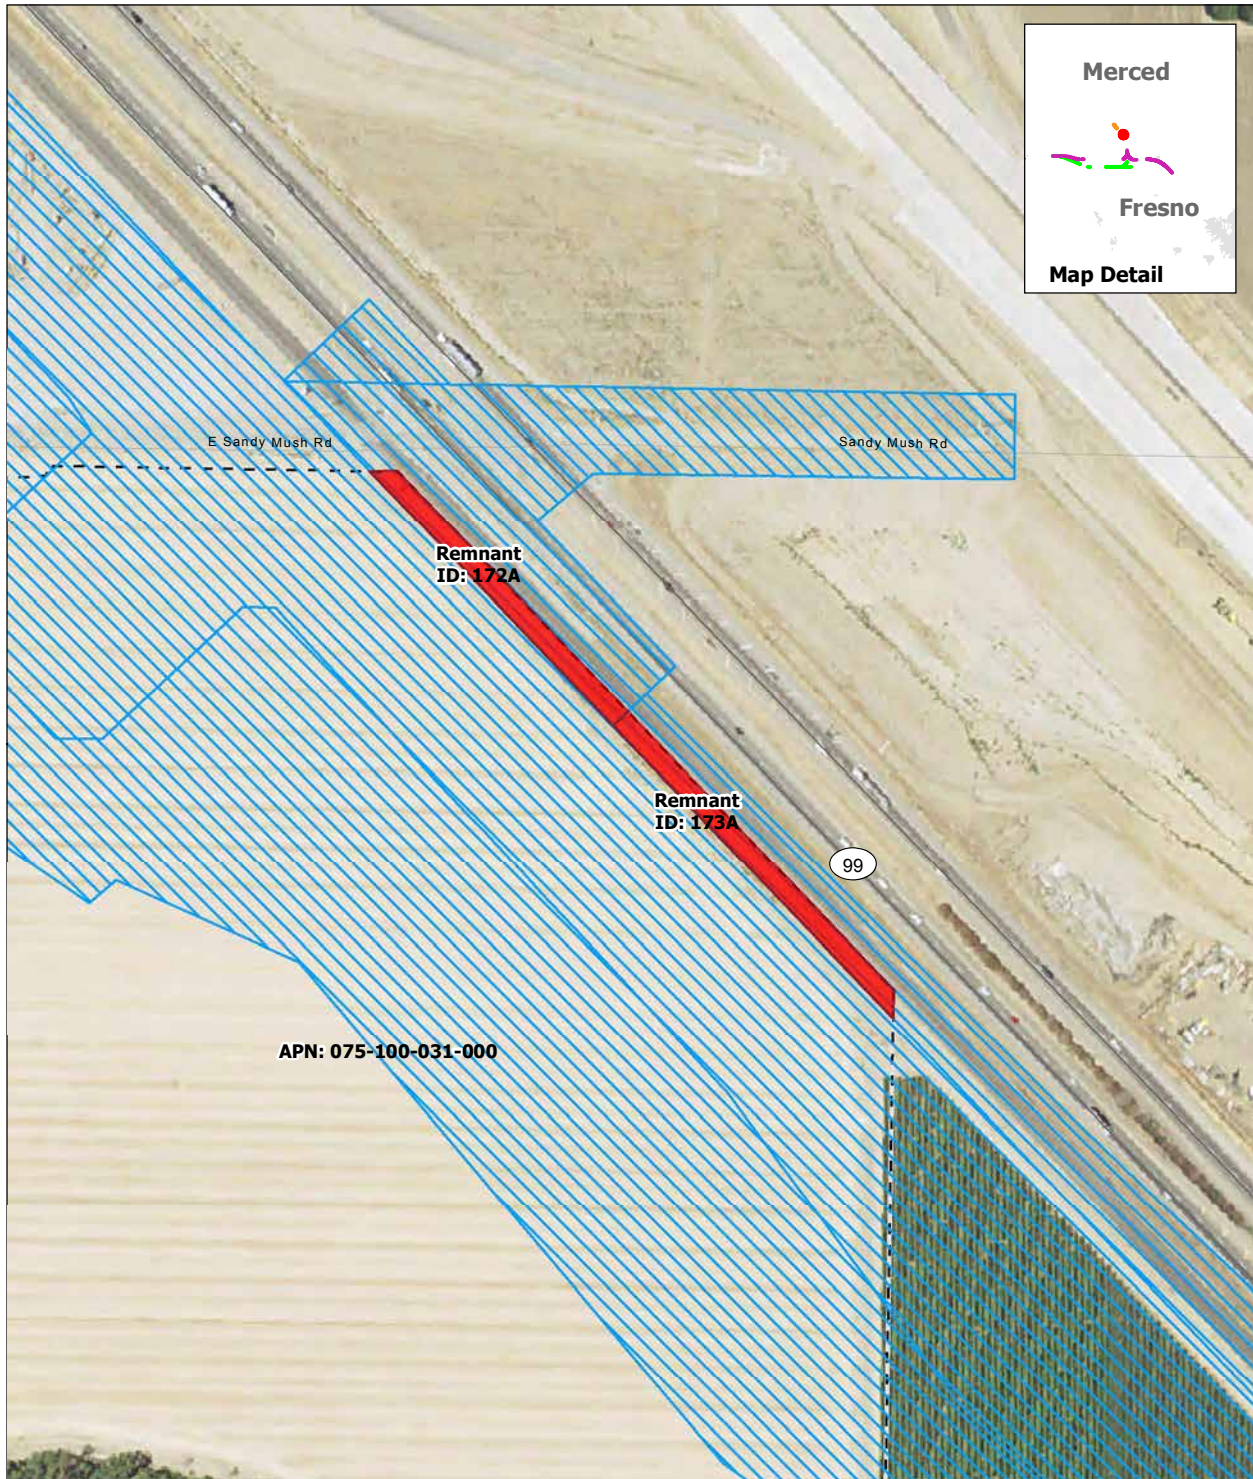 Merced
Fresno
Map Detail
E Sandy Mush Rd
Sandy Mush Rd
Remnant
ID: 172A
Remnant
ID: 173A
99
APN: 075-100-031-000